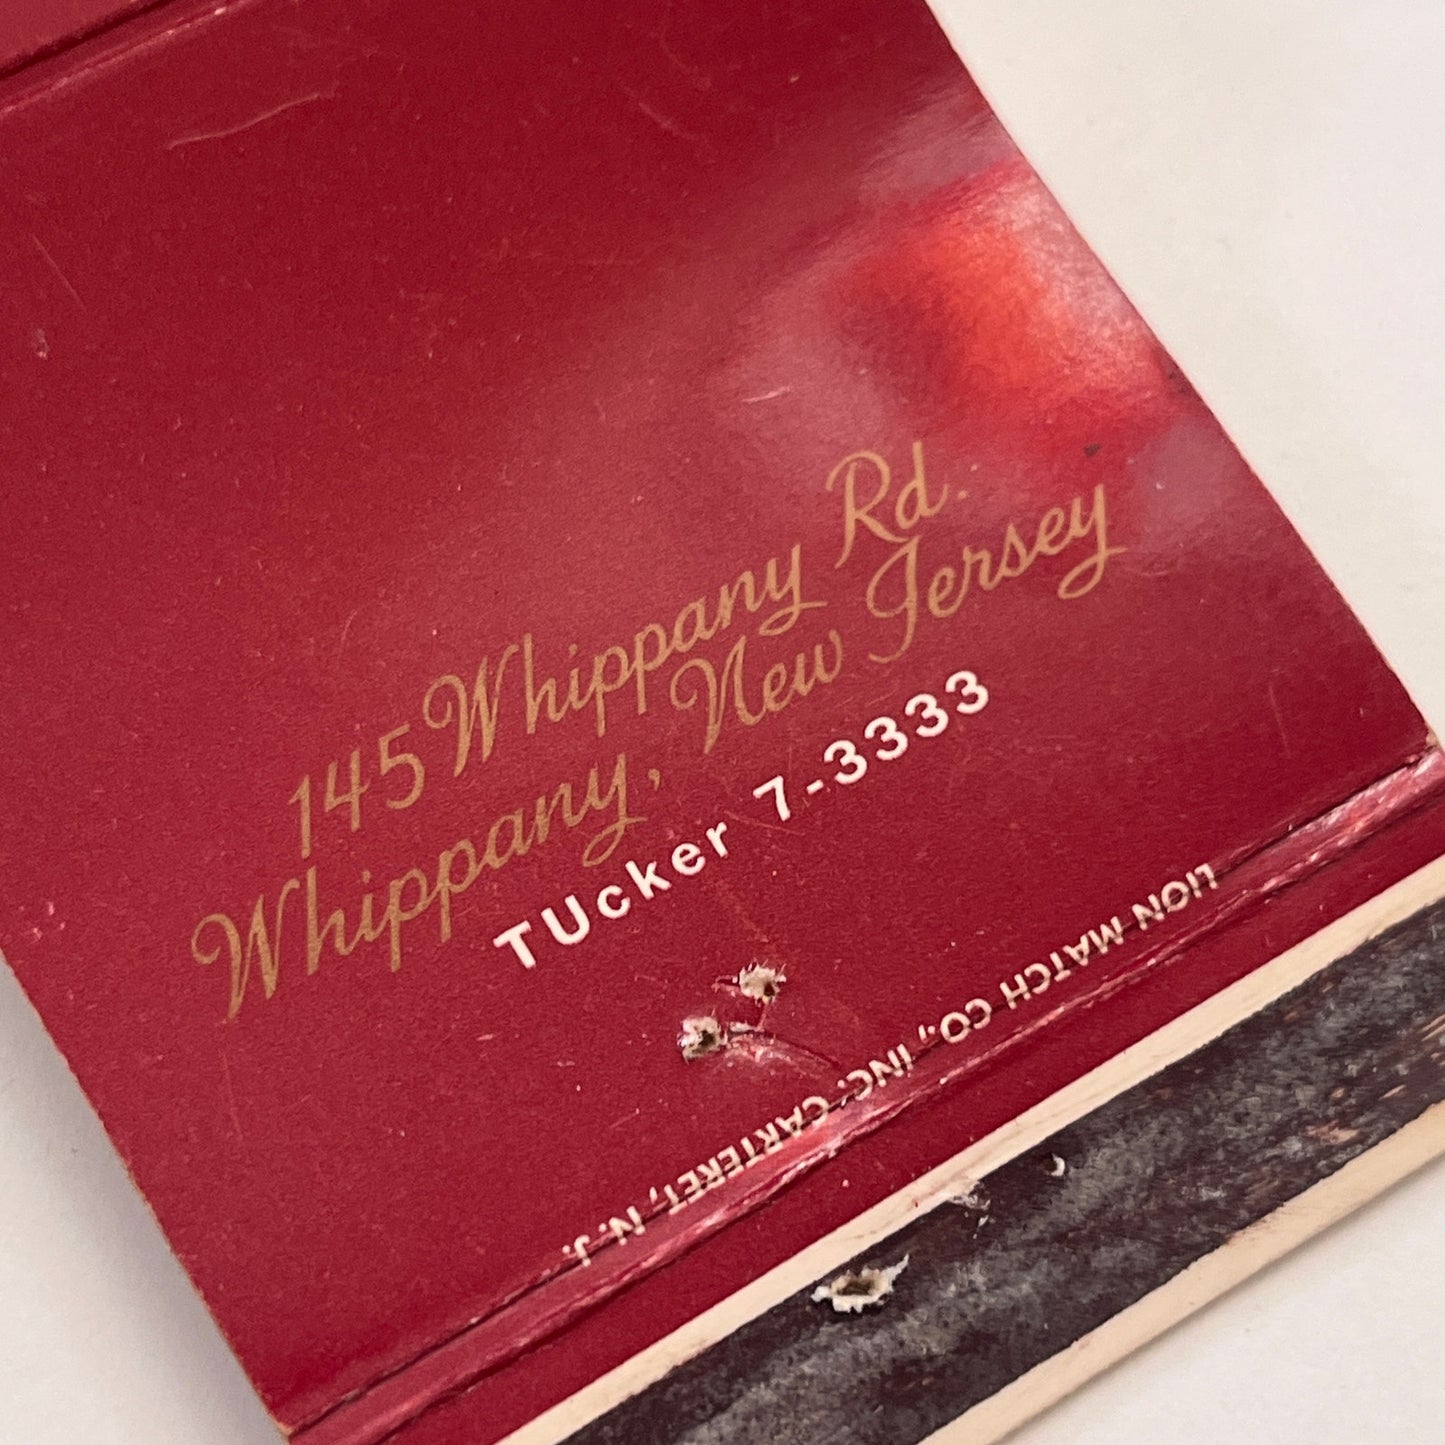 145 Whippany Rd.
Whippany, New Jersey
TUcker 7-3333
LION MATCH CO., INC. CARTERET, N. J.